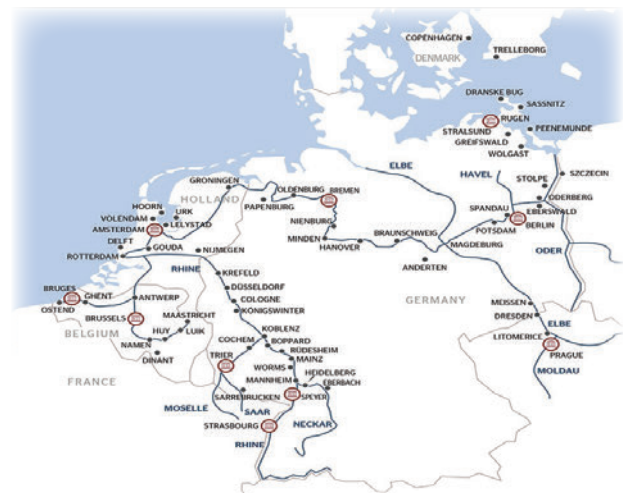 COPENHAGEN
TRELLEBORG
DENMARK
DRANSKE BUG
SASSNITZ
RUGEN
STRALSUND
PEENEMUNDE
GREIFSWALD
WOLGAST
ELBE
HAVEL
STOLPE
SZCZECIN
GRONINGEN
OLDENBURG
BREMEN
HOLLAND
PAPENBURG
ODERBERG
SPANDAU
EBERSWALD
BERLIN
POTSDAM
HOORN
URK
VOLENDAM
LELYSTAD
AMSTERDAM
NIENBURG
MINDEN
HANOVER
BRAUNSCHWEIG
MAGDEBURG
ODER
DELFT
GOUDA
NIJMEGEN
ROTTERDAM
ANDERTEN
RHINE
KREFELD
DÜSSELDORF
COLOGNE
KÖNIGSWINTER
GERMANY
BRUGES
GHENT
ANTWERP
OSTEND
BRUSSELS
MAASTRICHT
MEISSEN
DRESDEN
ELBE
BELGIUM
HUY
LUIK
NAMEN
DINANT
LITOMERICE
PRAGUE
MOLDAU
KOBLENZ
COCHEM
BOPPARD
RÜDESHEIM
MAINZ
TRIER
WORMS
HEIDELBERG
MANNHEIM
EBERBACH
FRANCE
SARREBRUCKEN
SPEYER
MOSELLE
SAAR
STRASBOURG
NECKAR
RHINE